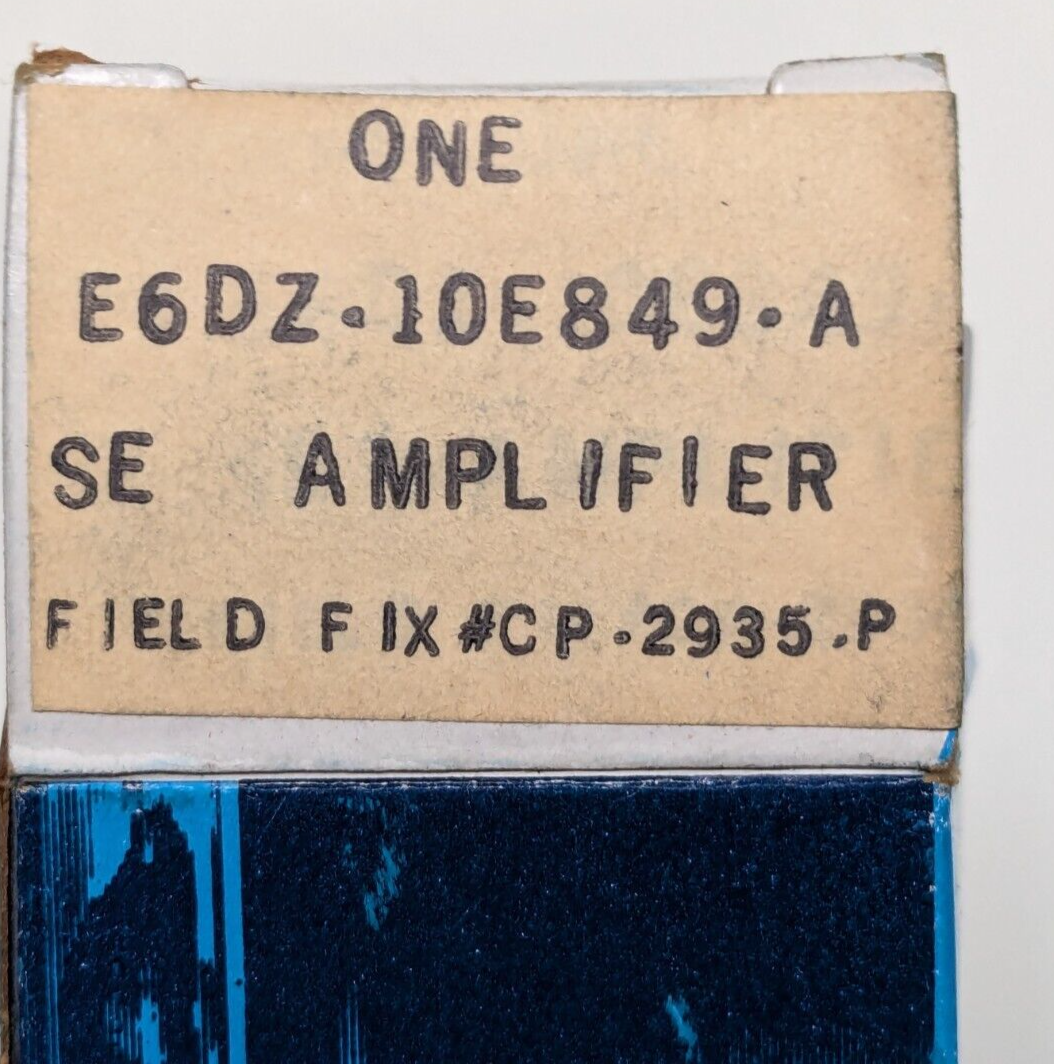 ONE
E6DZ-10E849-A
SE AMPLIFIER
FIELD FIX #CP-2935-P